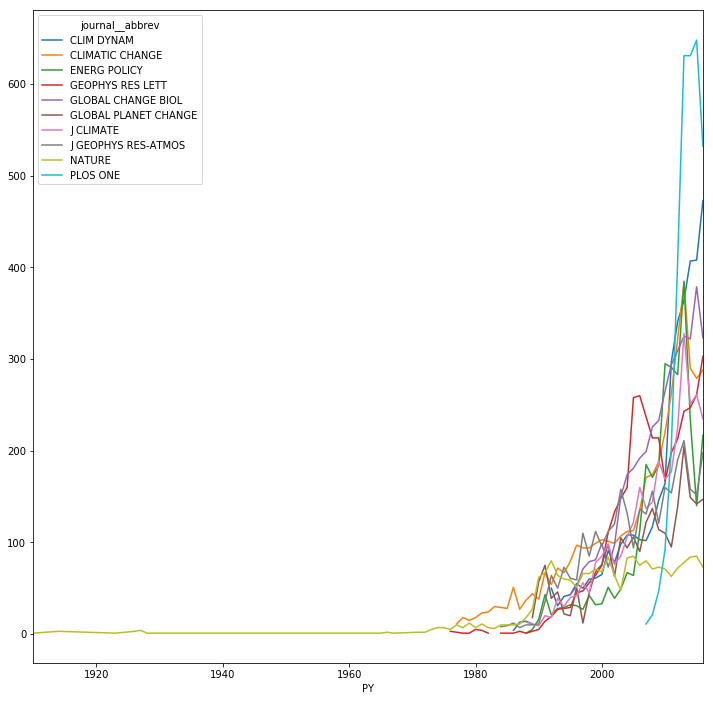 journal__abbrev
CLIM DYNAM
CLIMATIC CHANGE
ENERG POLICY
GEOPHYS RES LETT
GLOBAL CHANGE BIOL
GLOBAL PLANET CHANGE
J CLIMATE
J GEOPHYS RES-ATMOS
NATURE
PLOS ONE
600
500
400
300
200
100
0
1920 1940 1960 1980 2000
PY